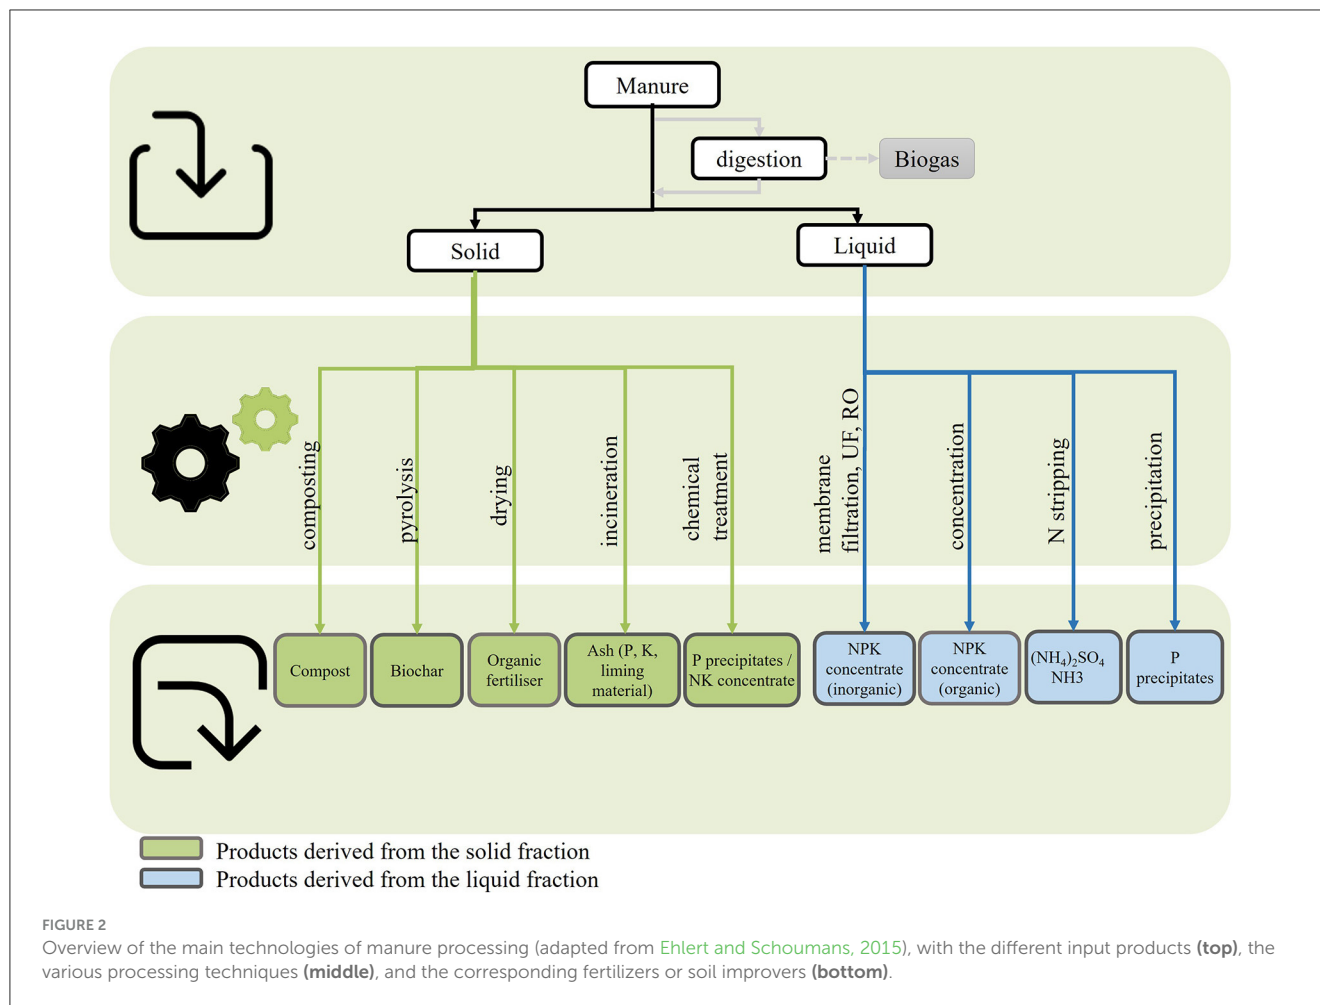 Manure
digestion
Biogas
Solid
Liquid
composting
pyrolysis
drying
incineration
chemical
treatment
membrane
filtration, UF, RO
concentration
N stripping
precipitation
Compost
Biochar
Organic
fertiliser
Ash (P, K,
liming
material)
P precipitates /
NK concentrate
NPK
concentrate
(inorganic)
NPK
concentrate
(organic)
(NH₄)₂SO₄
NH3
P
precipitates
Products derived from the solid fraction
Products derived from the liquid fraction
FIGURE 2
Overview of the main technologies of manure processing (adapted from Ehlert and Schoumans, 2015), with the different input products (top), the
various processing techniques (middle), and the corresponding fertilizers or soil improvers (bottom).